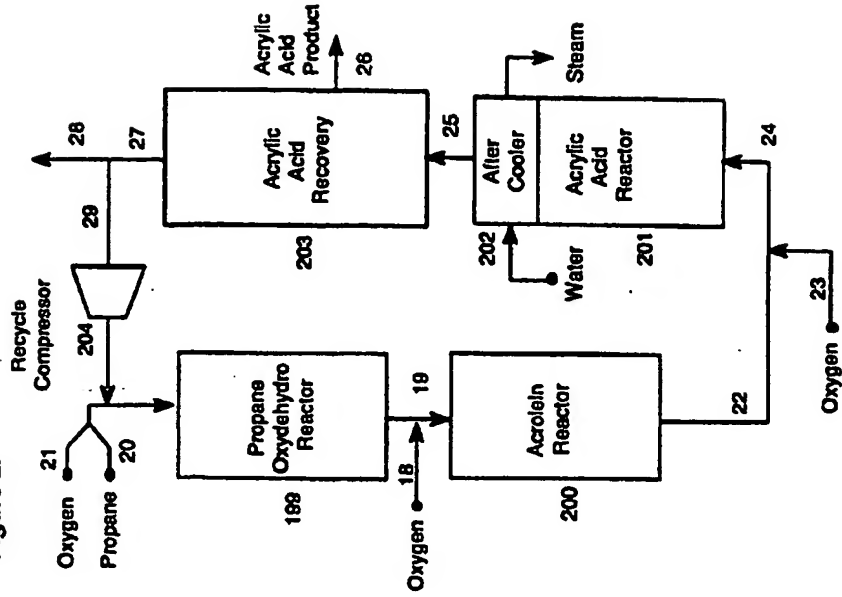 Recycle
Compressor
Oxygen
21
Propane
20
204
29
28
27
Propane
Oxydehydro
Reactor
199
Acrylic
Acid
Recovery
203
Acrylic
Acid
Product
26
Oxygen
18
19
Acrolein
Reactor
200
25
After
Cooler
202
Water
Steam
Acrylic
Acid
Reactor
201
22
24
23
Oxygen